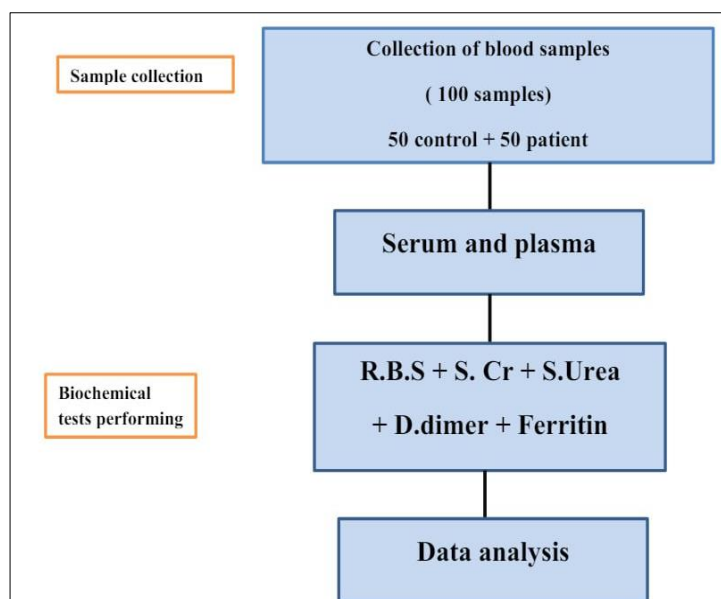 Sample collection
Collection of blood samples
( 100 samples)
50 control + 50 patient
Serum and plasma
Biochemical
tests performing
R.B.S + S. Cr + S.Urea
+ D.dimer + Ferritin
Data analysis